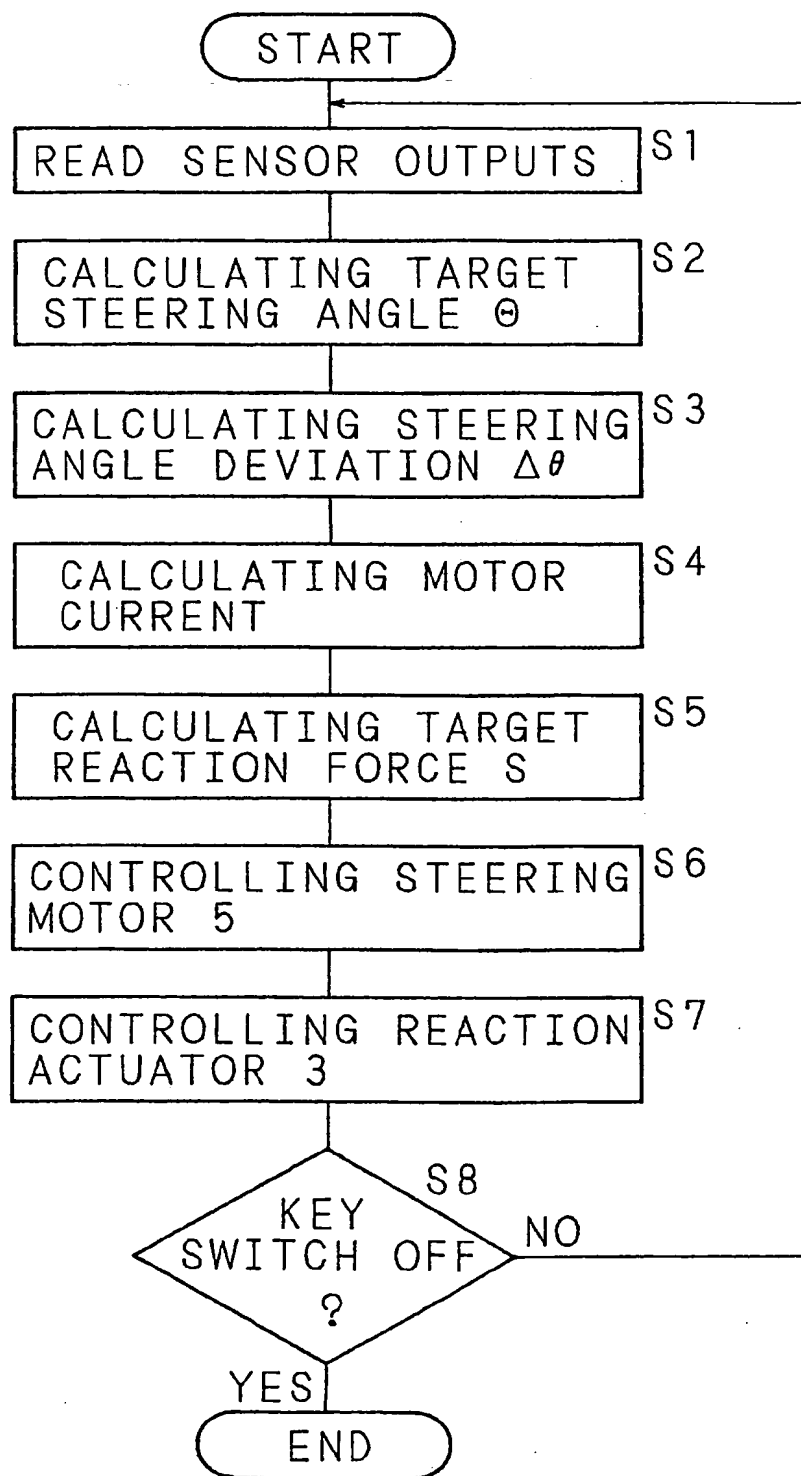 START
READ SENSOR OUTPUTS
S1
CALCULATING TARGET
STEERING ANGLE Θ
S2
CALCULATING STEERING
ANGLE DEVIATION Δθ
S3
CALCULATING MOTOR
CURRENT
S4
CALCULATING TARGET
REACTION FORCE S
S5
CONTROLLING STEERING
MOTOR 5
S6
CONTROLLING REACTION
ACTUATOR 3
S7
S8
KEY
SWITCH OFF
?
NO
YES
END